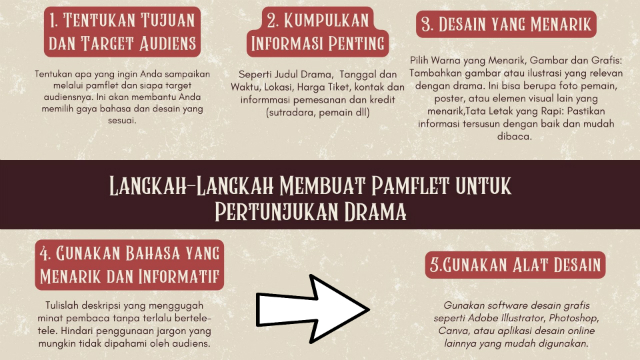 1. Tentukan Tujuan
dan Target Audiens
Tentukan apa yang ingin Anda sampaikan
melalui pamflet dan siapa target
audiensnya. Ini akan membantu Anda
memilih gaya bahasa dan desain yang
sesuai.
2. Kumpulkan
Informasi Penting
Seperti Judul Drama, Tanggal dan
Waktu, Lokasi, Harga Tiket, kontak dan
informmasi pemesanan dan kredit
(sutradara, pemain dll)
3. Desain yang Menarik
Pilih Warna yang Menarik, Gambar dan Grafis:
Tambahkan gambar atau ilustrasi yang relevan
dengan drama. Ini bisa berupa foto pemain,
poster, atau elemen visual lain yang
menarik,Tata Letak yang Rapi: Pastikan
informasi tersusun dengan baik dan mudah
dibaca.
Langkah-Langkah Membuat Pamflet untuk
Pertunjukan Drama
4. Gunakan Bahasa yang
Menarik dan Informatif
Tulislah deskripsi yang menggugah
minat pembaca tanpa terlalu bertele-
tele. Hindari penggunaan jargon yang
mungkin tidak dipahami oleh audiens.
5.Gunakan Alat Desain
Gunakan software desain grafis
seperti Adobe Illustrator, Photoshop,
Canva, atau aplikasi desain online
lainnya yang mudah digunakan.